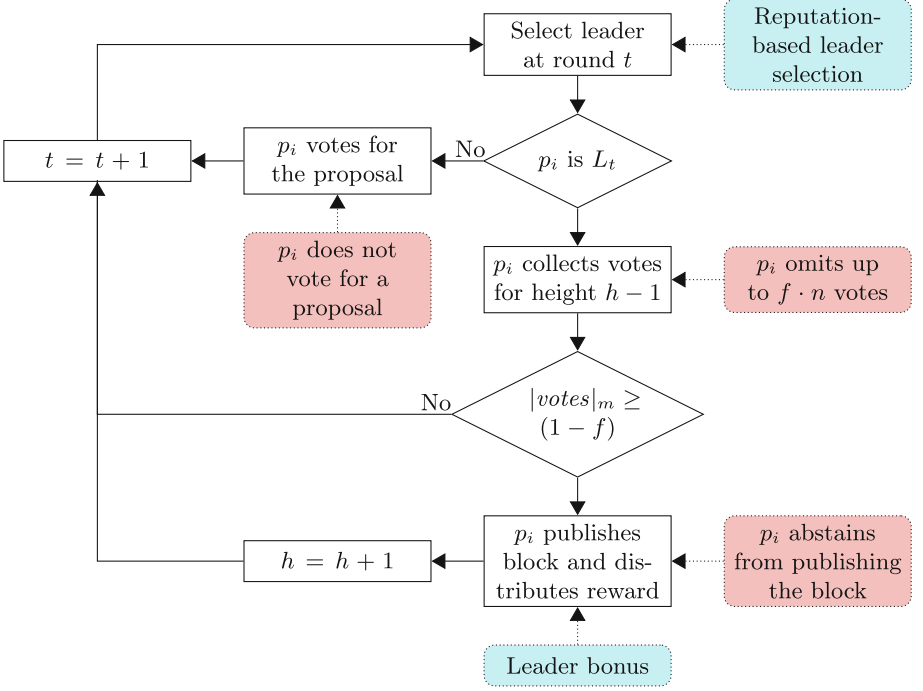 Select leader
at round t
Reputation-
based leader
selection
t = t + 1
p_i votes for
the proposal
No
p_i is L_t
p_i does not
vote for a
proposal
p_i collects votes
for height h − 1
p_i omits up
to f · n votes
No
|votes|_m ≥
(1 − f)
h = h + 1
p_i publishes
block and dis-
tributes reward
p_i abstains
from publishing
the block
Leader bonus